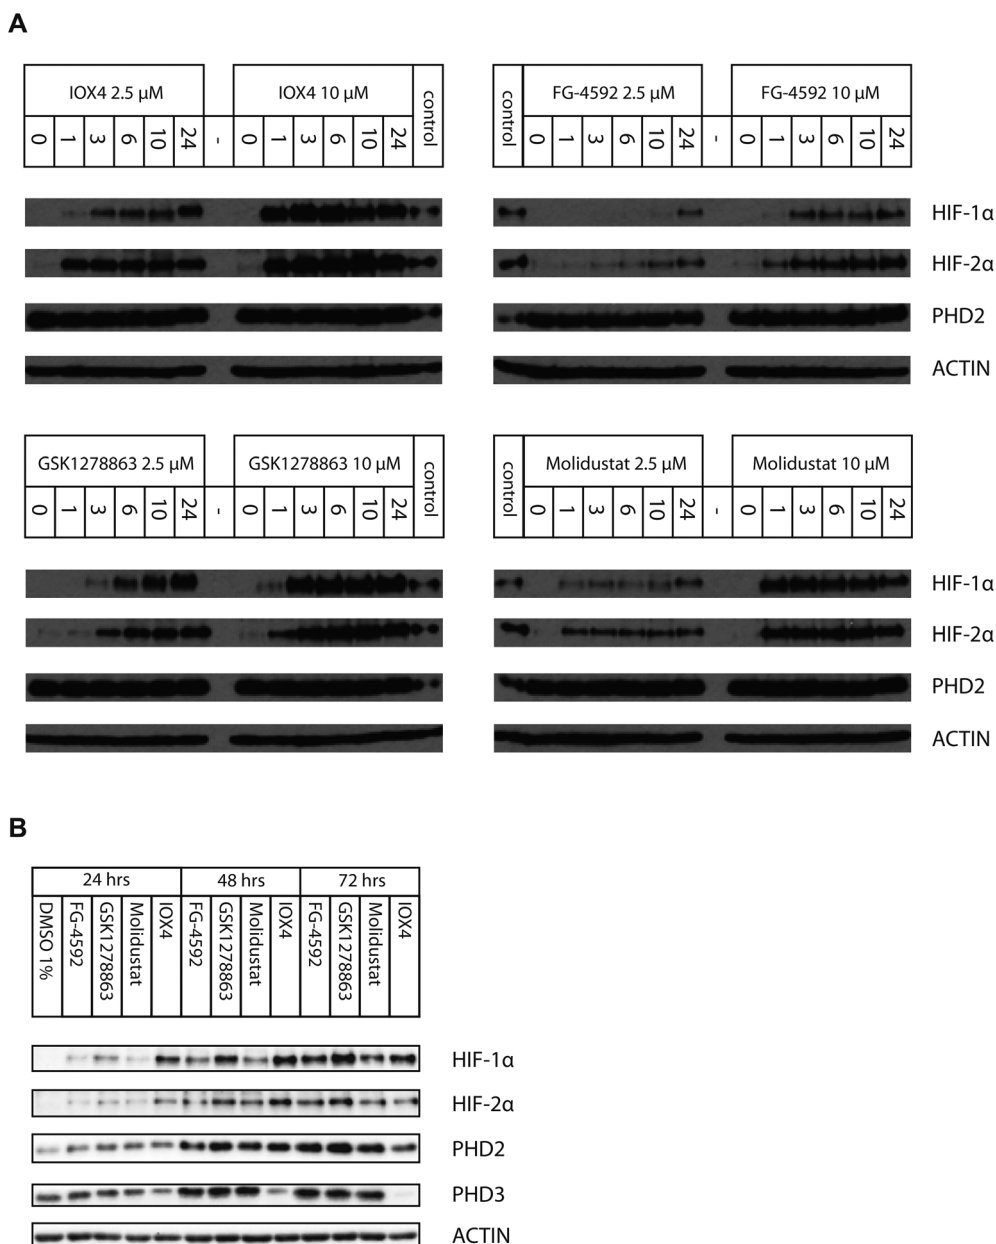 A
IOX4 2.5 µM
IOX4 10 µM
control
0 1 3 6 10 24 - 0 1 3 6 10 24
control
FG-4592 2.5 µM
FG-4592 10 µM
0 1 3 6 10 24 - 0 1 3 6 10 24
HIF-1α
HIF-2α
PHD2
ACTIN
GSK1278863 2.5 µM
GSK1278863 10 µM
control
0 1 3 6 10 24 - 0 1 3 6 10 24
control
Molidustat 2.5 µM
Molidustat 10 µM
0 1 3 6 10 24 - 0 1 3 6 10 24
HIF-1α
HIF-2α
PHD2
ACTIN
B
24 hrs
48 hrs
72 hrs
DMSO 1%
FG-4592
GSK1278863
Molidustat
IOX4
FG-4592
GSK1278863
Molidustat
IOX4
FG-4592
GSK1278863
Molidustat
IOX4
HIF-1α
HIF-2α
PHD2
PHD3
ACTIN